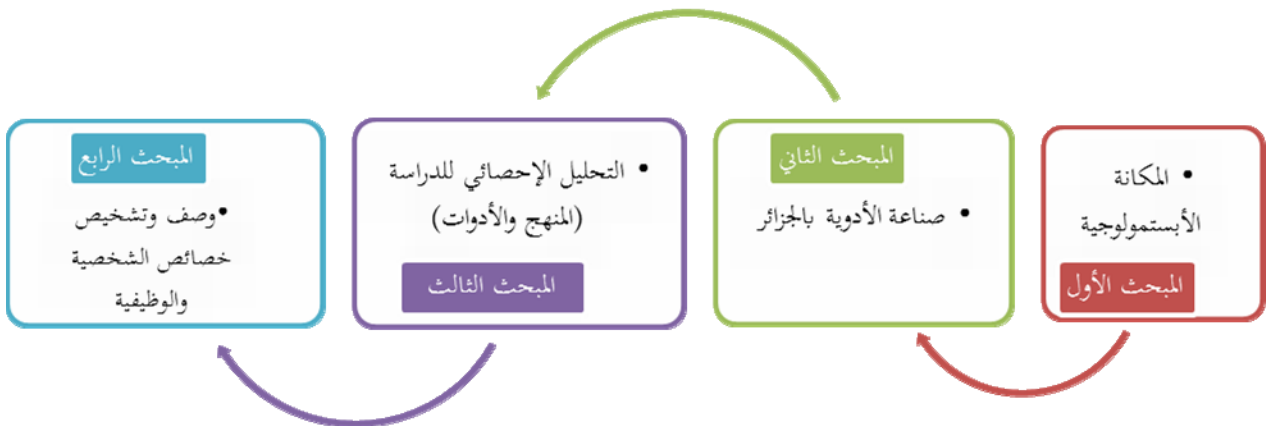 • المكانة
الأبستمولوجية
المبحث الأول
المبحث الثاني
• صناعة الأدوية بالجزائر
• التحليل الإحصائي للدراسة
(المنهج والأدوات)
المبحث الثالث
المبحث الرابع
•وصف وتشخيص
خصائص الشخصية
والوظيفية